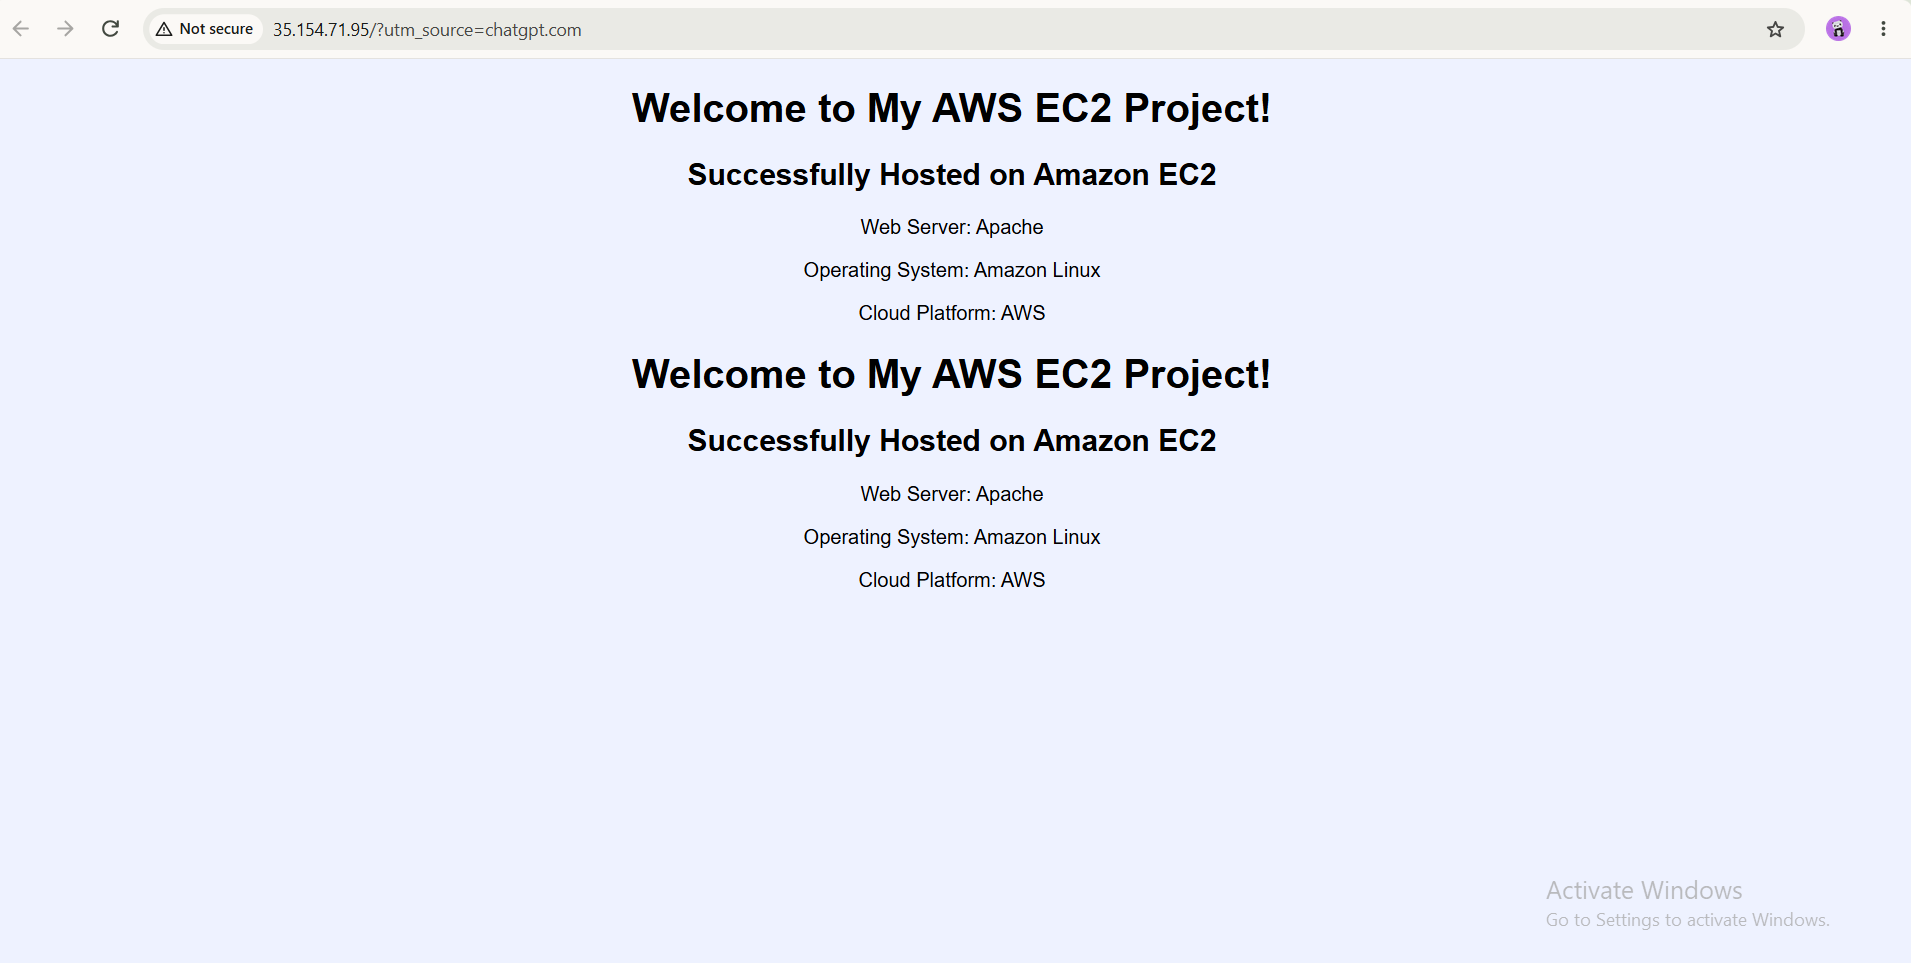 Not secure 35.154.71.95/?utm_source=chatgpt.com
Welcome to My AWS EC2 Project!
Successfully Hosted on Amazon EC2
Web Server: Apache
Operating System: Amazon Linux
Cloud Platform: AWS
Welcome to My AWS EC2 Project!
Successfully Hosted on Amazon EC2
Web Server: Apache
Operating System: Amazon Linux
Cloud Platform: AWS
Activate Windows
Go to Settings to activate Windows.